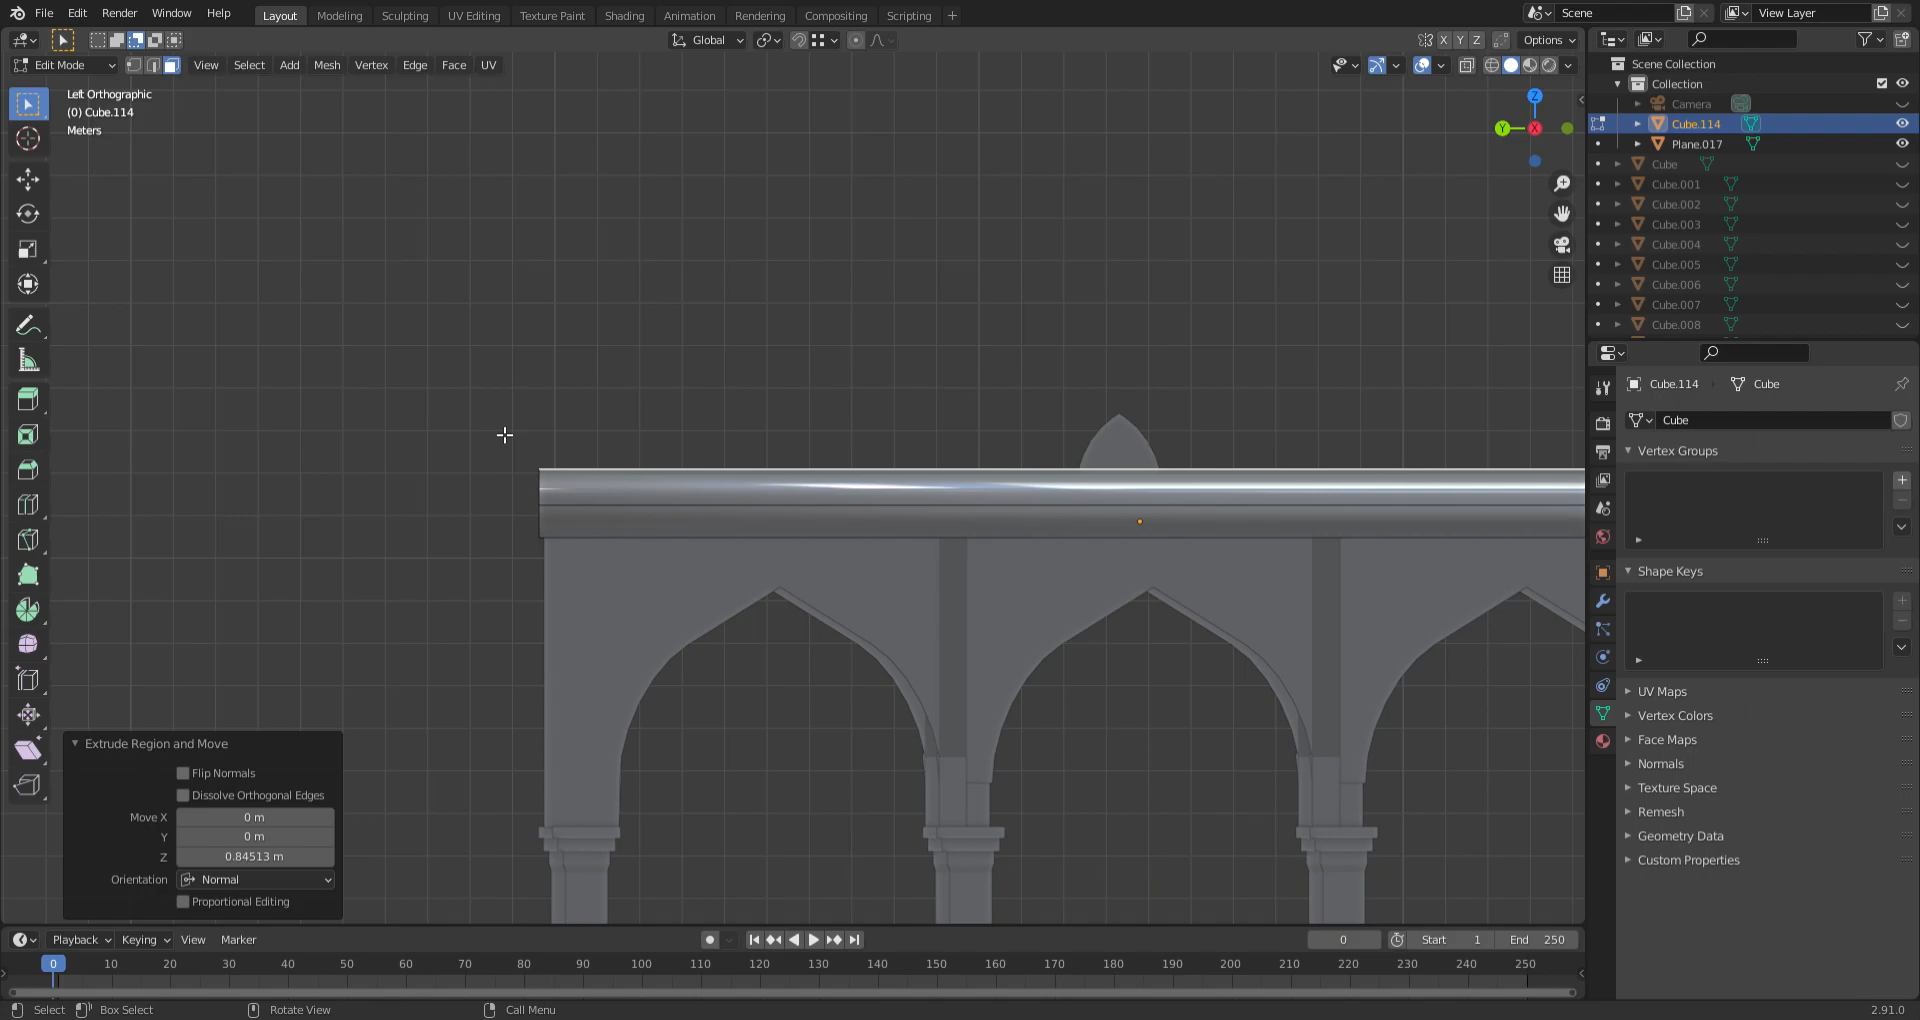 File Edit Render Window Help Layout Modeling Sculpting UV Editing Texture Paint Shading Animation Rendering Compositing Scripting + Scene View Layer
Global X Y Z Options
Edit Mode View Select Add Mesh Vertex Edge Face UV
Left Orthographic
(0) Cube.114
Meters
Z
Y X
Scene Collection
Collection
Camera
Cube.114
Plane.017
Cube
Cube.001
Cube.002
Cube.003
Cube.004
Cube.005
Cube.006
Cube.007
Cube.008
Cube.114 Cube
Cube
Vertex Groups
Shape Keys
UV Maps
Vertex Colors
Face Maps
Normals
Texture Space
Remesh
Geometry Data
Custom Properties
Extrude Region and Move
Flip Normals
Dissolve Orthogonal Edges
Move X 0 m
Y 0 m
Z 0.84513 m
Orientation Normal
Proportional Editing
Playback Keying View Marker 0 Start 1 End 250
0 10 20 30 40 50 60 70 80 90 100 110 120 130 140 150 160 170 180 190 200 210 220 230 240 250
Select Box Select Rotate View Call Menu 2.91.0